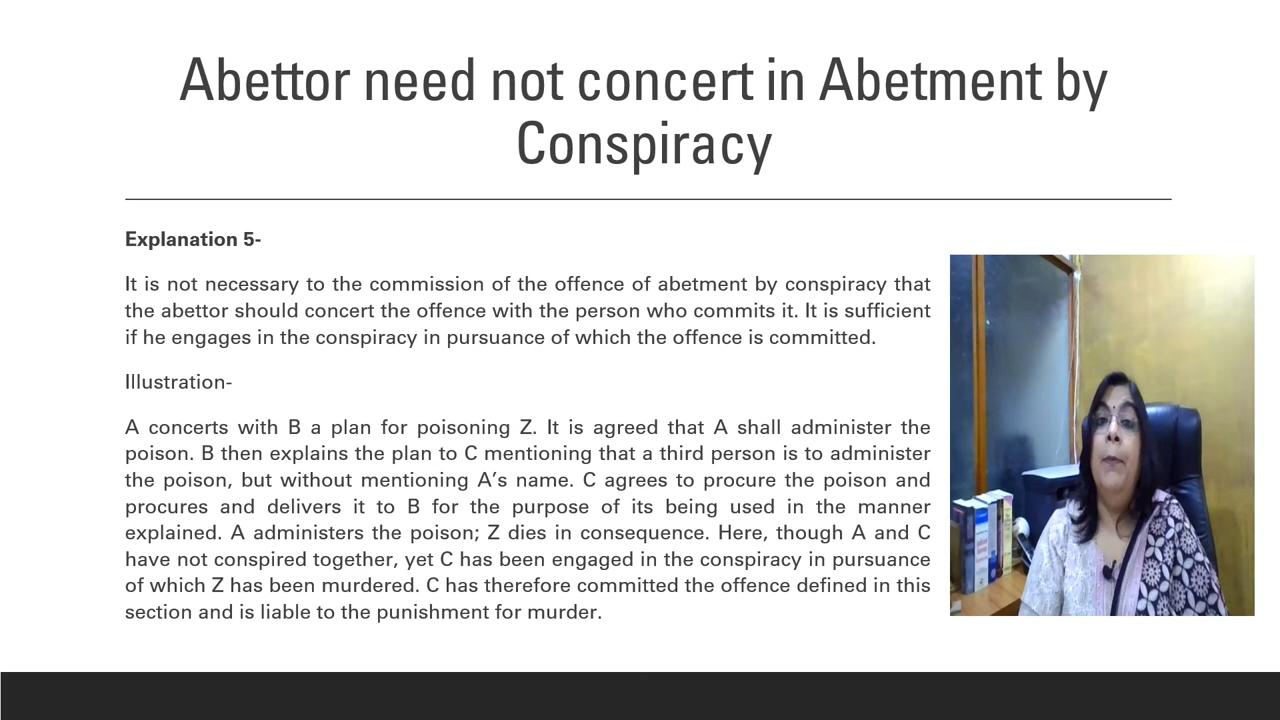 Abettor need not concert in Abetment by
Conspiracy
Explanation 5-
It is not necessary to the commission of the offence of abetment by conspiracy that
the abettor should concert the offence with the person who commits it. It is sufficient
if he engages in the conspiracy in pursuance of which the offence is committed.
Illustration-
A concerts with B a plan for poisoning Z. It is agreed that A shall administer the
poison. B then explains the plan to C mentioning that a third person is to administer
the poison, but without mentioning A’s name. C agrees to procure the poison and
procures and delivers it to B for the purpose of its being used in the manner
explained. A administers the poison; Z dies in consequence. Here, though A and C
have not conspired together, yet C has been engaged in the conspiracy in pursuance
of which Z has been murdered. C has therefore committed the offence defined in this
section and is liable to the punishment for murder.